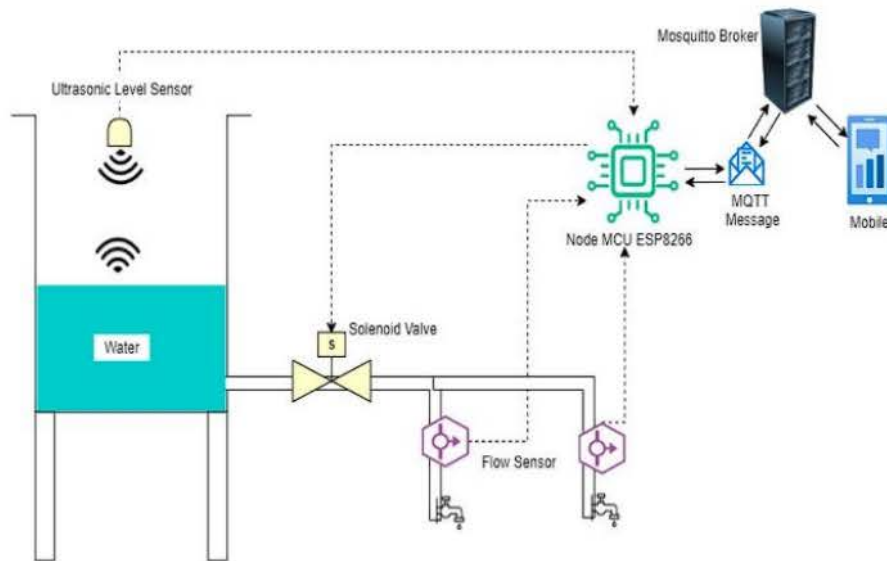 Mosquitto Broker
Ultrasonic Level Sensor
MQTT
Message
Mobile
Node MCU ESP8266
Solenoid Valve
S
Water
Flow Sensor